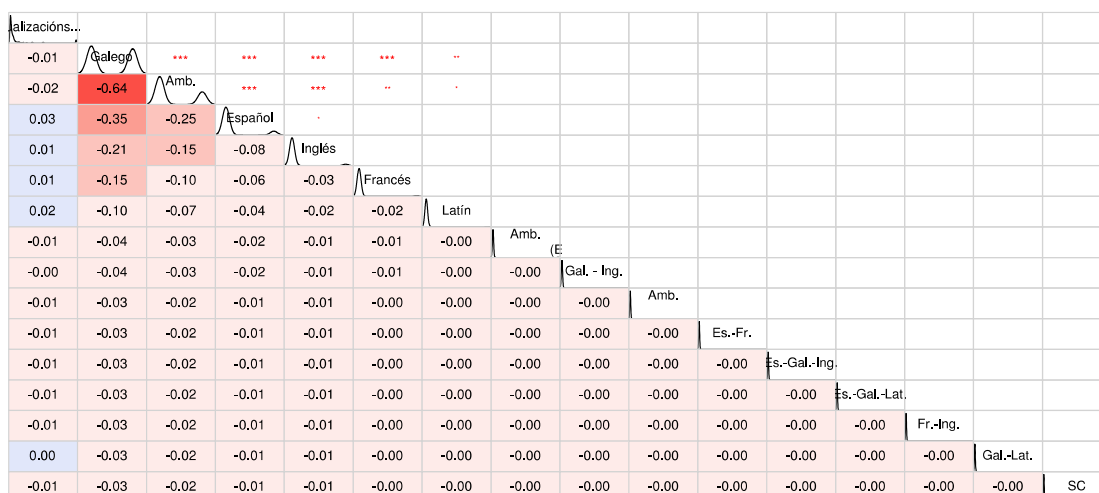 alizacións...
-0.01 Galego *** *** *** *** **
-0.02 -0.64 Amb. *** *** ** *
0.03 -0.35 -0.25 Español *
0.01 -0.21 -0.15 -0.08 Inglés
0.01 -0.15 -0.10 -0.06 -0.03 Francés
0.02 -0.10 -0.07 -0.04 -0.02 -0.02 Latín
-0.01 -0.04 -0.03 -0.02 -0.01 -0.01 -0.00 Amb.
(E
-0.00 -0.04 -0.03 -0.02 -0.01 -0.01 -0.00 -0.00 Gal. - Ing.
-0.01 -0.03 -0.02 -0.01 -0.01 -0.00 -0.00 -0.00 -0.00 Amb.
-0.01 -0.03 -0.02 -0.01 -0.01 -0.00 -0.00 -0.00 -0.00 -0.00 Es.-Fr.
-0.01 -0.03 -0.02 -0.01 -0.01 -0.00 -0.00 -0.00 -0.00 -0.00 -0.00 Es.-Gal.-Ing.
-0.01 -0.03 -0.02 -0.01 -0.01 -0.00 -0.00 -0.00 -0.00 -0.00 -0.00 -0.00 Es.-Gal.-Lat.
-0.01 -0.03 -0.02 -0.01 -0.01 -0.00 -0.00 -0.00 -0.00 -0.00 -0.00 -0.00 -0.00 Fr.-Ing.
0.00 -0.03 -0.02 -0.01 -0.01 -0.00 -0.00 -0.00 -0.00 -0.00 -0.00 -0.00 -0.00 -0.00 Gal.-Lat.
-0.01 -0.03 -0.02 -0.01 -0.01 -0.00 -0.00 -0.00 -0.00 -0.00 -0.00 -0.00 -0.00 -0.00 -0.00 SC